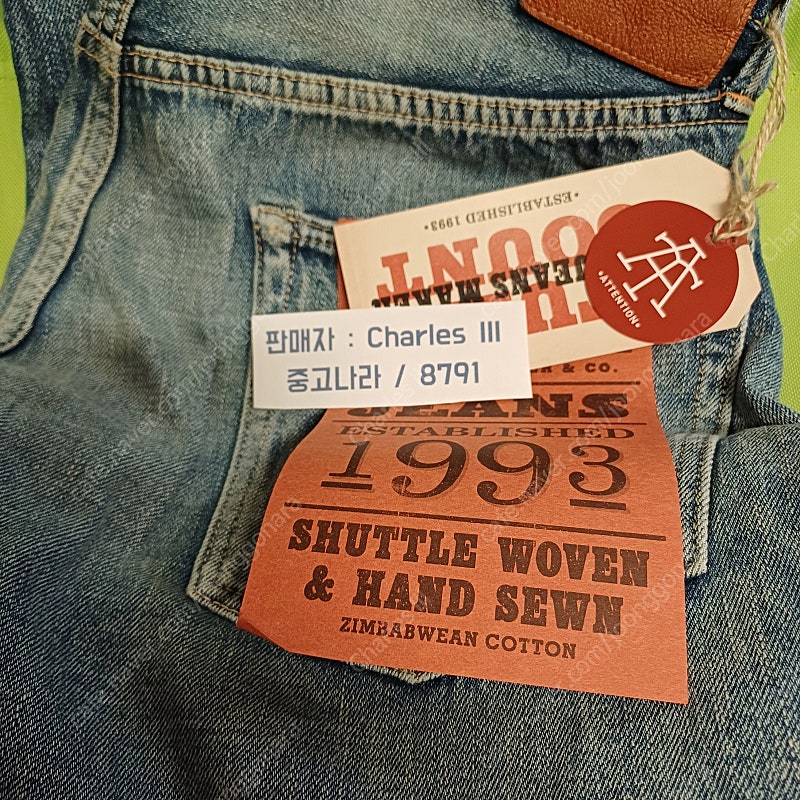 •ESTABLISHED 1993•
JEANS MAKER
•ATTENTION•
판매자 : Charles III
중고나라 / 8791
& CO.
JEANS
ESTABLISHED
1993
SHUTTLE WOVEN
& HAND SEWN
ZIMBABWEAN COTTON